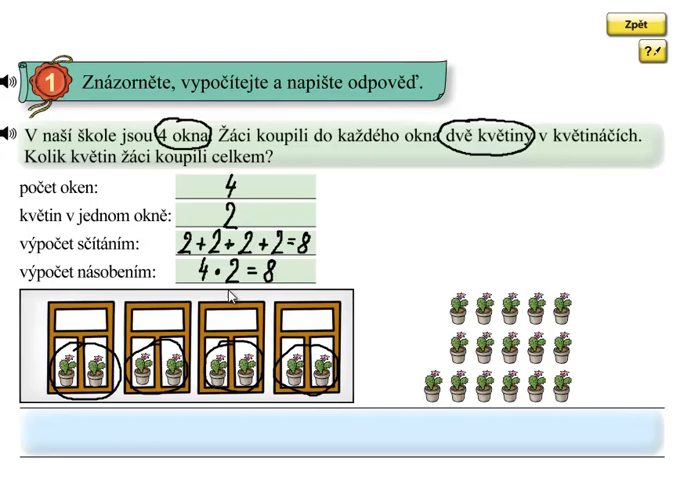 Zpět
?
1 Znázorněte, vypočítejte a napište odpověď.
V naší škole jsou 4 okna. Žáci koupili do každého okna dvě květiny v květináčích.
Kolik květin žáci koupili celkem?
počet oken: 4
květin v jednom okně: 2
výpočet sčítáním: 2+2+2+2=8
výpočet násobením: 4·2=8